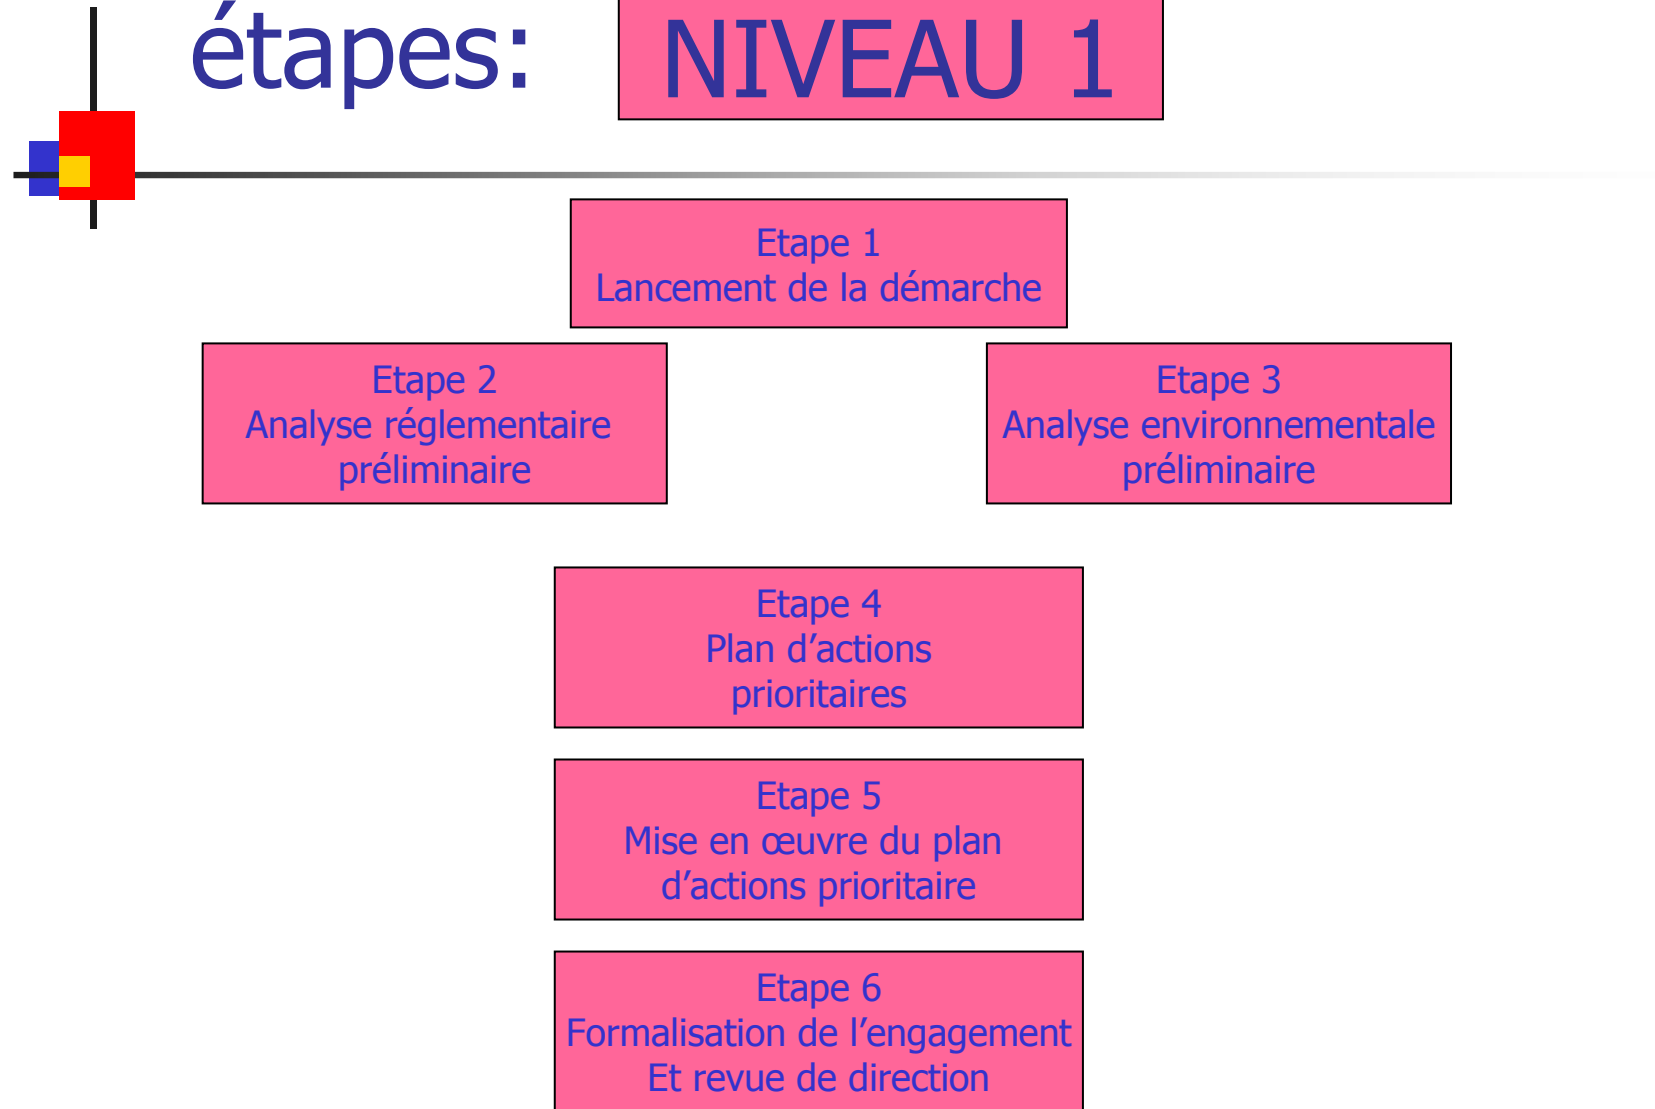 étapes:
NIVEAU 1
Etape 1
Lancement de la démarche
Etape 2
Analyse réglementaire
préliminaire
Etape 3
Analyse environnementale
préliminaire
Etape 4
Plan d’actions
prioritaires
Etape 5
Mise en œuvre du plan
d’actions prioritaire
Etape 6
Formalisation de l’engagement
Et revue de direction